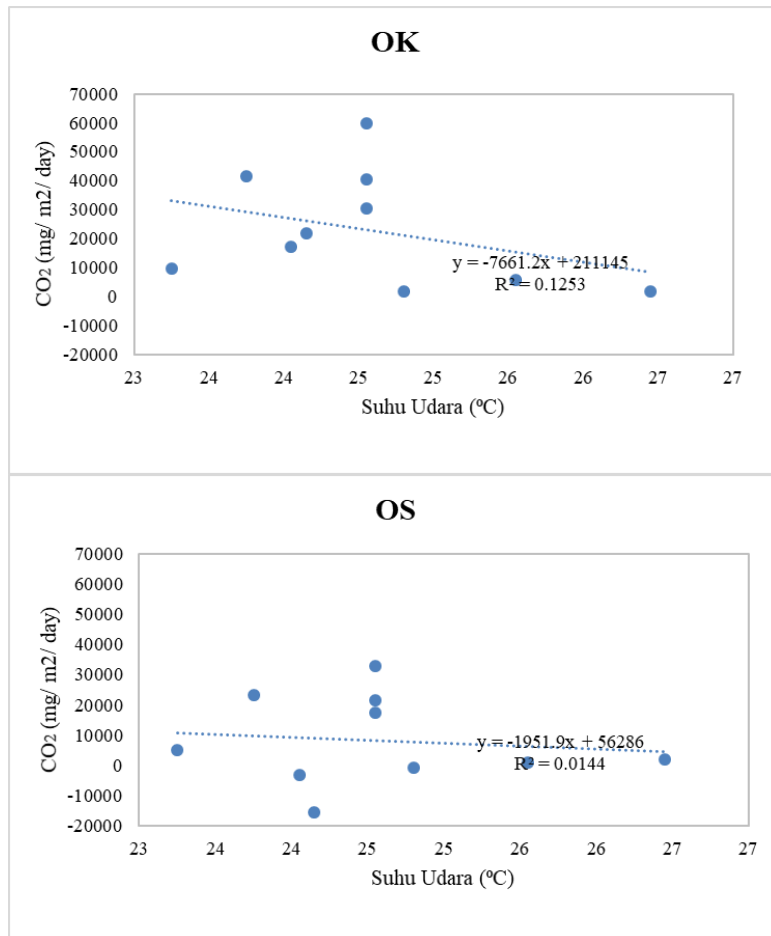 OK
70000
60000
50000
40000
30000
20000
10000
0
-10000
-20000
CO₂ (mg/ m2/ day)
y = -7661.2x + 211145
R² = 0.1253
23 24 24 25 25 26 26 27 27
Suhu Udara (⁰C)
OS
70000
60000
50000
40000
30000
20000
10000
0
-10000
-20000
CO₂ (mg/ m2/ day)
y = -1951.9x + 56286
R² = 0.0144
23 24 24 25 25 26 26 27 27
Suhu Udara (⁰C)